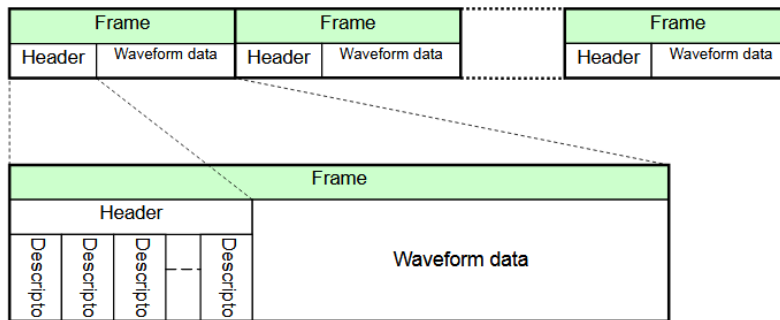 Frame Frame Frame
Header Waveform data Header Waveform data Header Waveform data
Frame
Header
Descripto Descripto Descripto Descripto
Waveform data